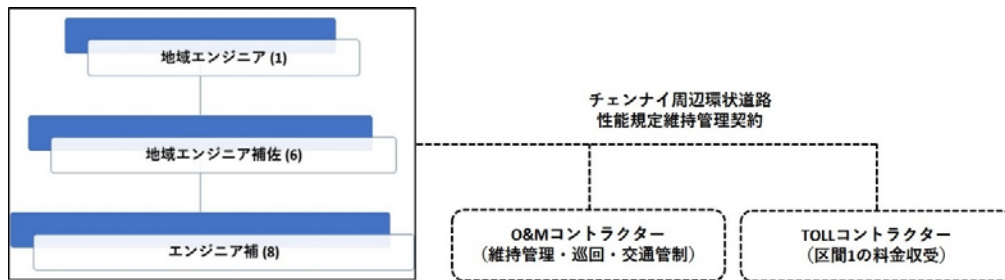 地域エンジニア (1)
地域エンジニア補佐 (6)
エンジニア補 (8)
チェンナイ周辺環状道路
性能規定維持管理契約
O&Mコントラクター
（維持管理・巡回・交通管制）
TOLLコントラクター
（区間1の料金収受）